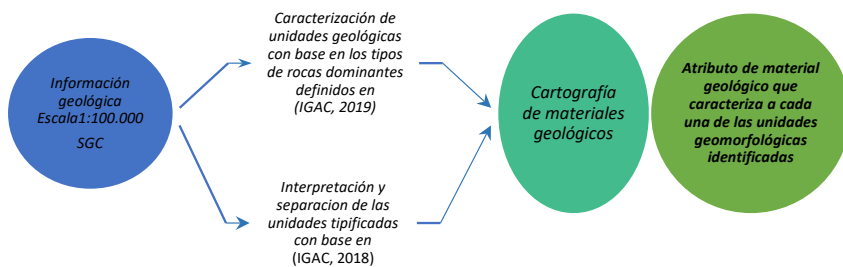 Información
geológica
Escala1:100.000
SGC
Caracterización de
unidades geológicas
con base en los tipos
de rocas dominantes
definidos en
(IGAC, 2019)
Interpretación y
separacion de las
unidades tipificadas
con base en
(IGAC, 2018)
Cartografía
de materiales
geológicos
Atributo de material
geológico que
caracteriza a cada
una de las unidades
geomorfológicas
identificadas